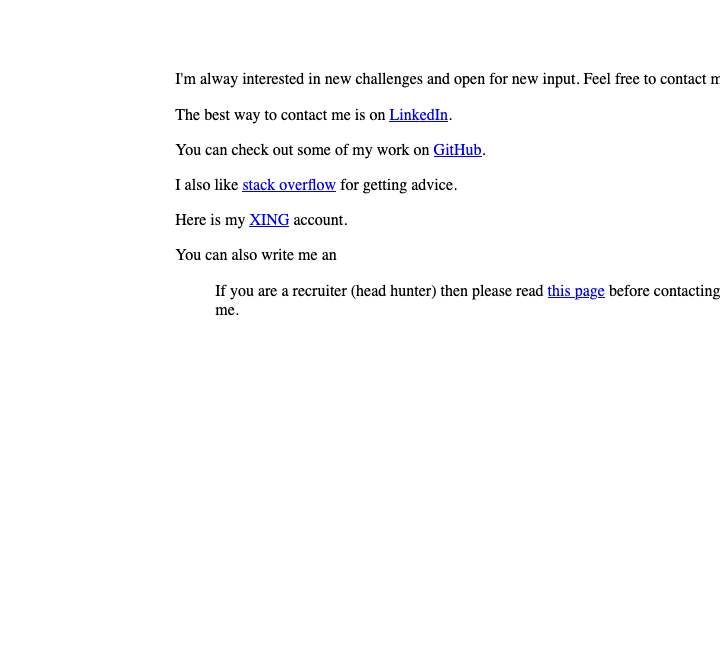 I'm alway interested in new challenges and open for new input. Feel free to contact
The best way to contact me is on LinkedIn.
You can check out some of my work on GitHub.
I also like stack overflow for getting advice.
Here is my XING account.
You can also write me an
If you are a recruiter (head hunter) then please read this page before contacting
me.